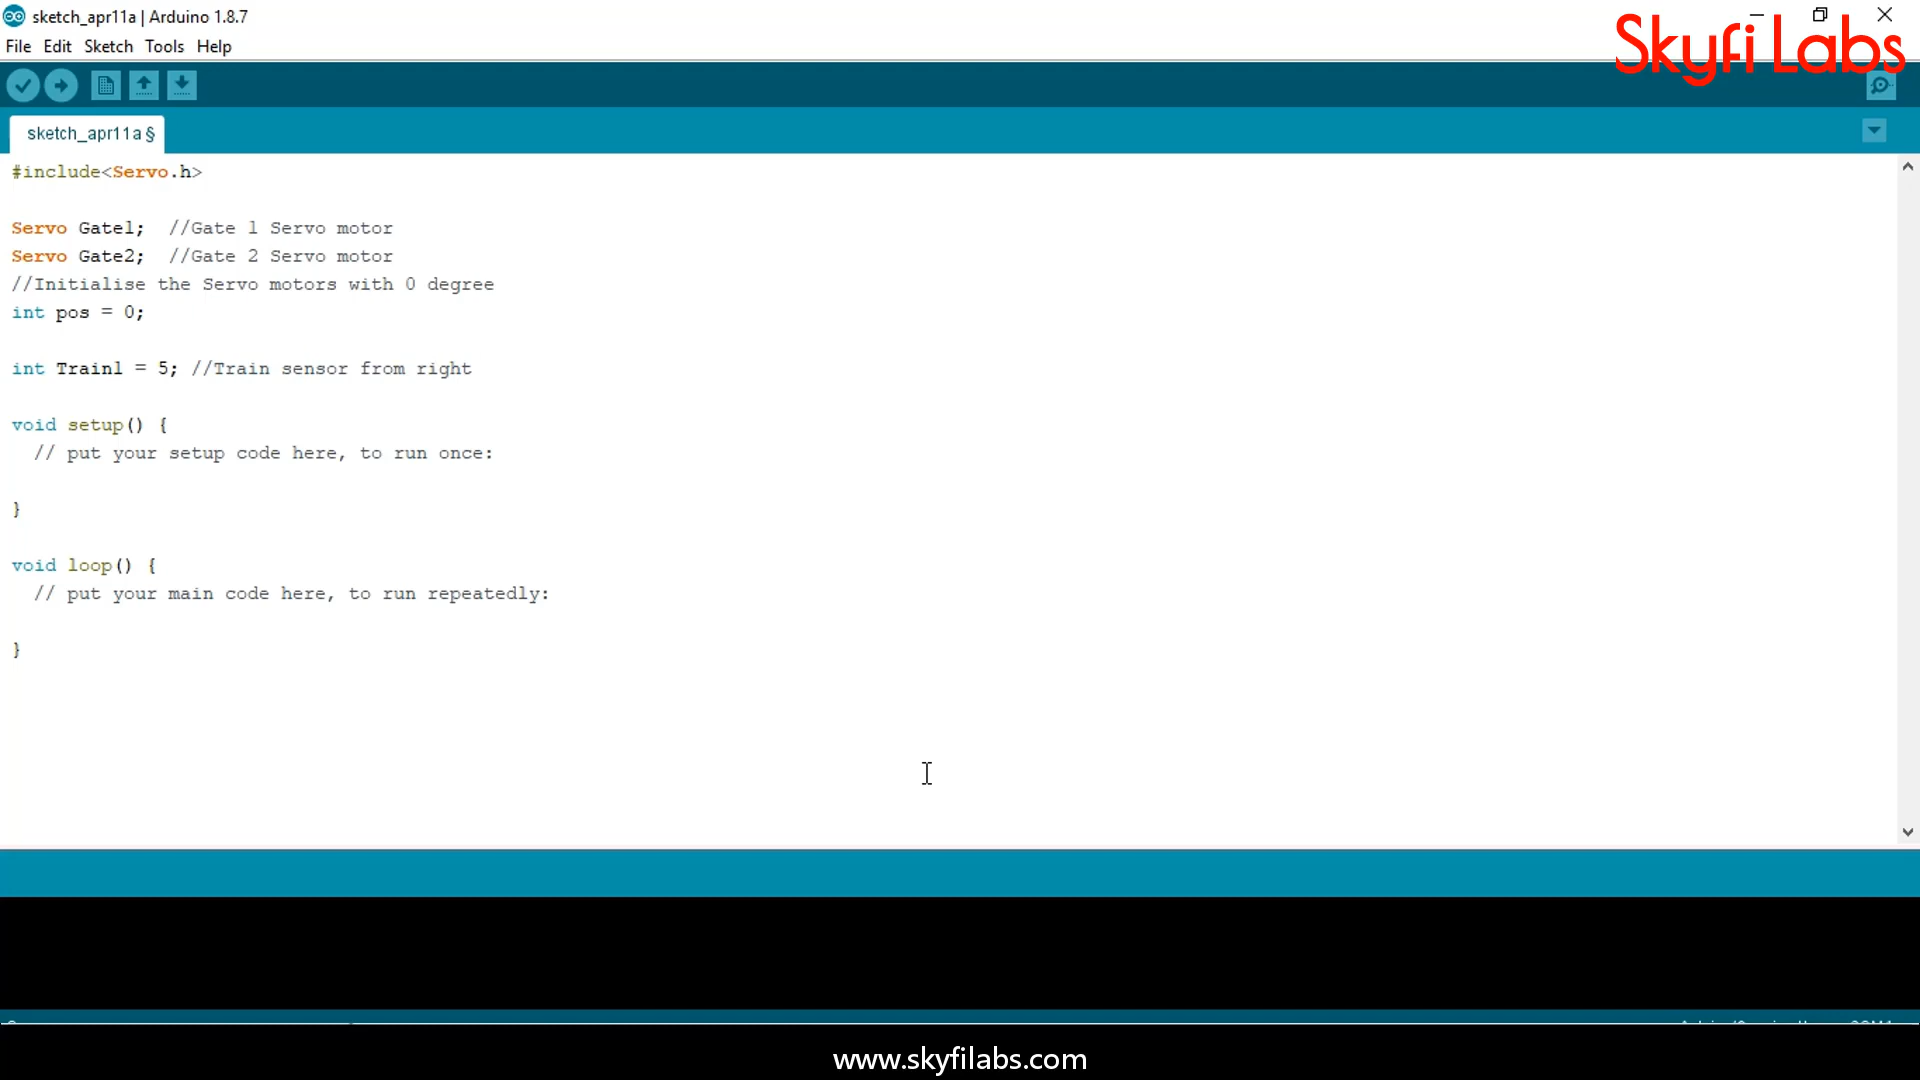 sketch_apr11a | Arduino 1.8.7
Skyfi Labs
File Edit Sketch Tools Help
sketch_apr11a §
#include<Servo.h>
Servo Gate1;  //Gate 1 Servo motor
Servo Gate2;  //Gate 2 Servo motor
//Initialise the Servo motors with 0 degree
int pos = 0;
int Train1 = 5; //Train sensor from right
void setup() {
  // put your setup code here, to run once:
}
void loop() {
  // put your main code here, to run repeatedly:
}
www.skyfilabs.com